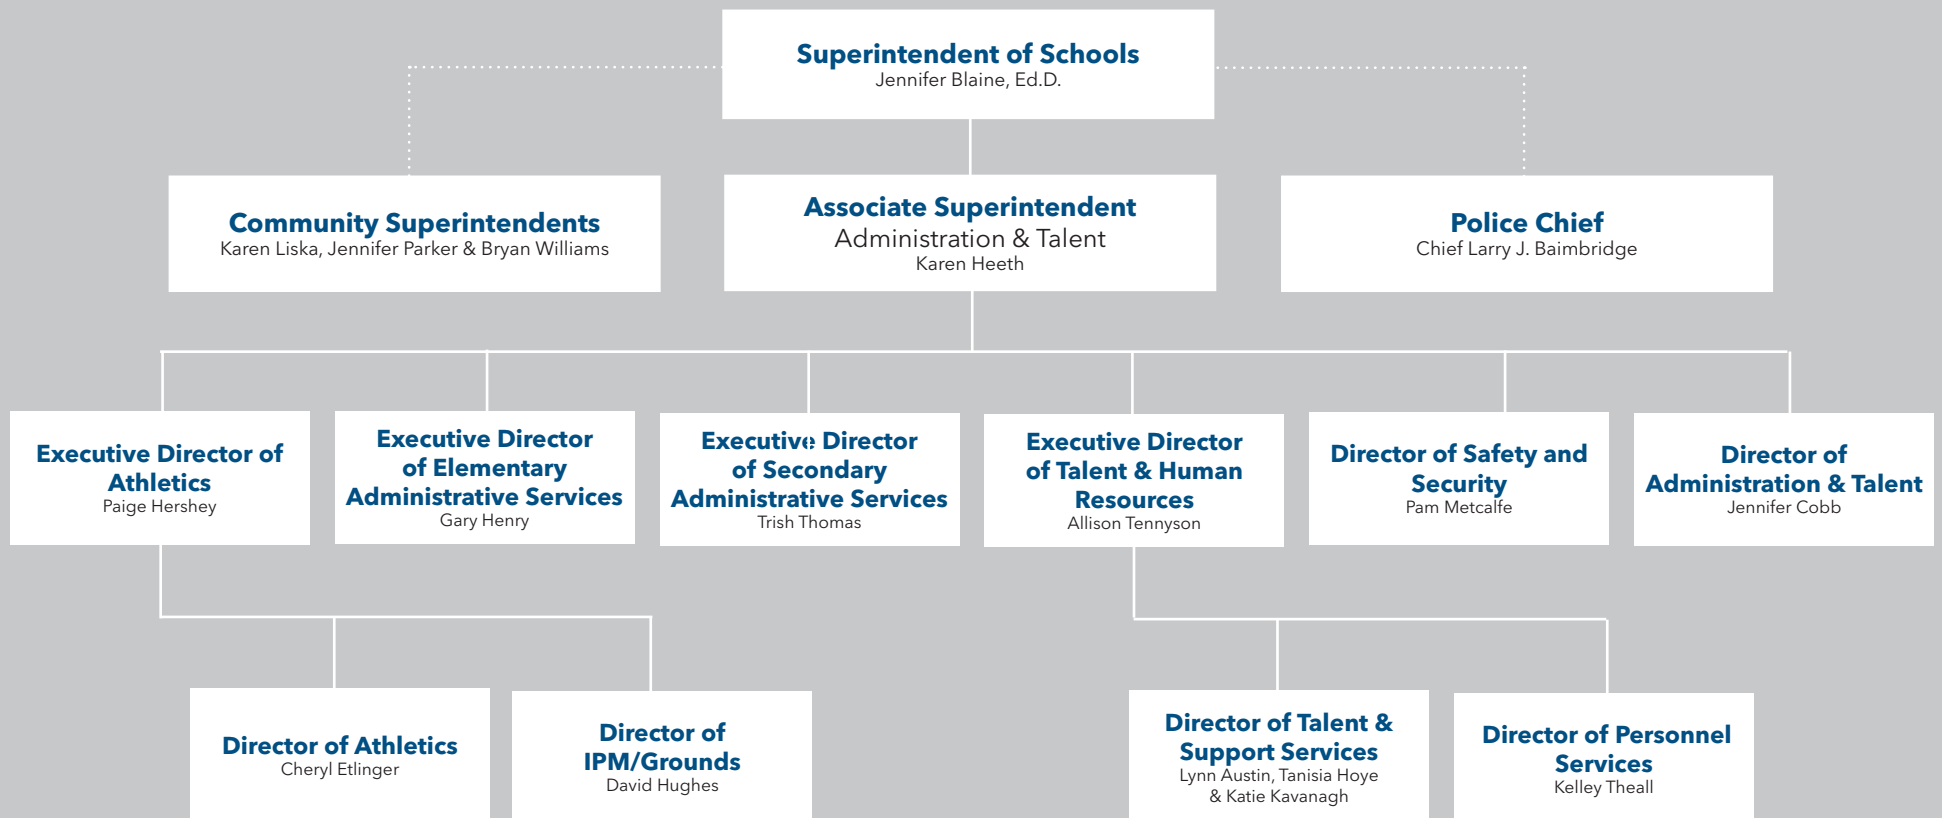 Superintendent of Schools
Jennifer Blaine, Ed.D.
Community Superintendents
Karen Liska, Jennifer Parker & Bryan Williams
Associate Superintendent
Administration & Talent
Karen Heeth
Police Chief
Chief Larry J. Baimbridge
Executive Director of
Athletics
Paige Hershey
Executive Director
of Elementary
Administrative Services
Gary Henry
Executive Director
of Secondary
Administrative Services
Trish Thomas
Executive Director
of Talent & Human
Resources
Allison Tennyson
Director of Safety and
Security
Pam Metcalfe
Director of
Administration & Talent
Jennifer Cobb
Director of Athletics
Cheryl Etlinger
Director of
IPM/Grounds
David Hughes
Director of Talent &
Support Services
Lynn Austin, Tanisia Hoye
& Katie Kavanagh
Director of Personnel
Services
Kelley Theall